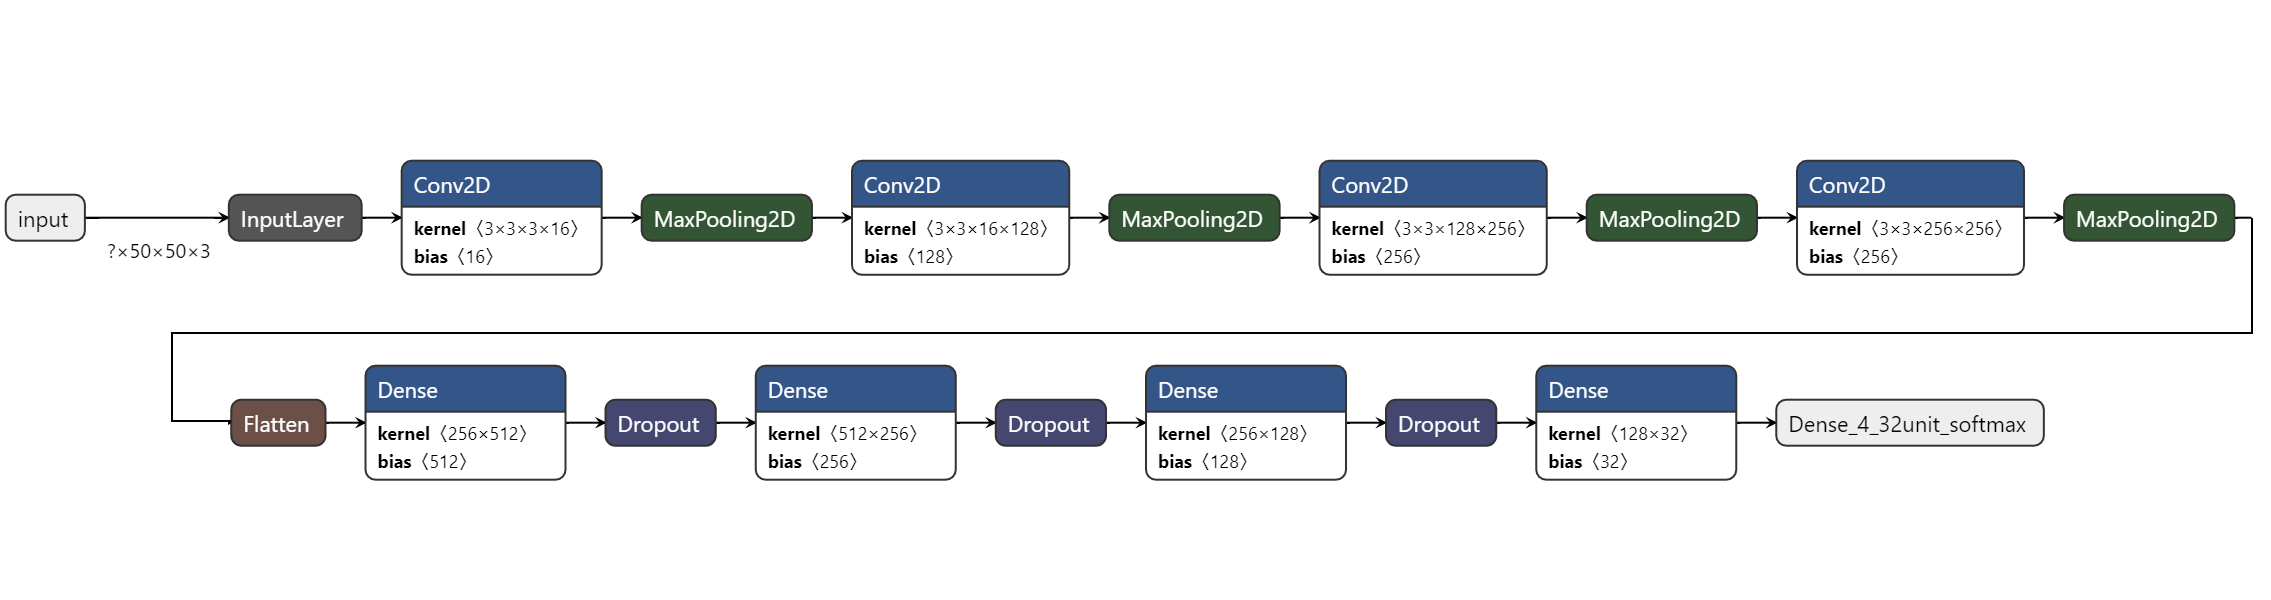 input
?×50×50×3
InputLayer
Conv2D
kernel〈3×3×3×16〉
bias〈16〉
MaxPooling2D
Conv2D
kernel〈3×3×16×128〉
bias〈128〉
MaxPooling2D
Conv2D
kernel〈3×3×128×256〉
bias〈256〉
MaxPooling2D
Conv2D
kernel〈3×3×256×256〉
bias〈256〉
MaxPooling2D
Flatten
Dense
kernel〈256×512〉
bias〈512〉
Dropout
Dense
kernel〈512×256〉
bias〈256〉
Dropout
Dense
kernel〈256×128〉
bias〈128〉
Dropout
Dense
kernel〈128×32〉
bias〈32〉
Dense_4_32unit_softmax